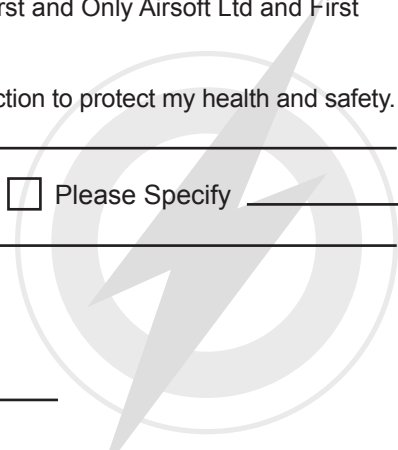 rst and Only Airsoft Ltd and First
ction to protect my health and safety.
Please Specify